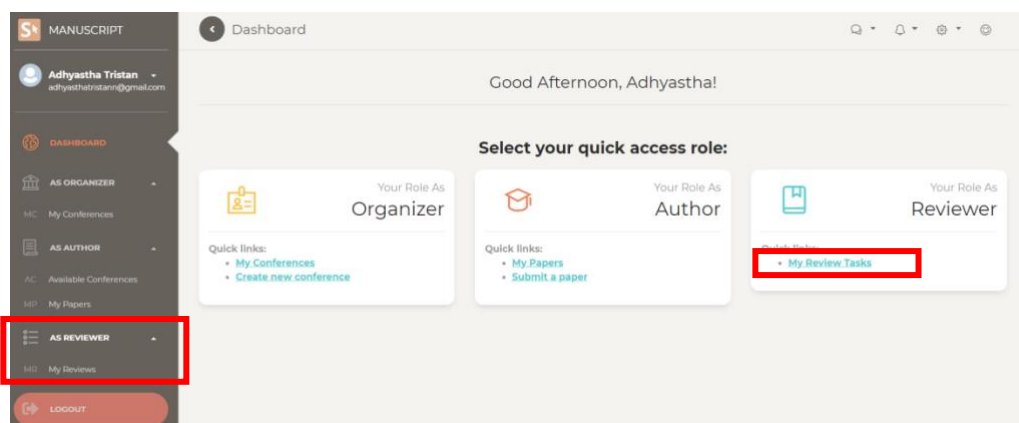 MANUSCRIPT
Adhyastha Tristan
adhyasthatristann@gmail.com
DASHBOARD
AS ORGANIZER
MC My Conferences
AS AUTHOR
AC Available Conferences
MP My Papers
AS REVIEWER
MR My Reviews
LOGOUT
Dashboard
Good Afternoon, Adhyastha!
Select your quick access role:
Your Role As
Organizer
Quick links:
• My Conferences
• Create new conference
Your Role As
Author
Quick links:
• My Papers
• Submit a paper
Your Role As
Reviewer
Quick links:
• My Review Tasks